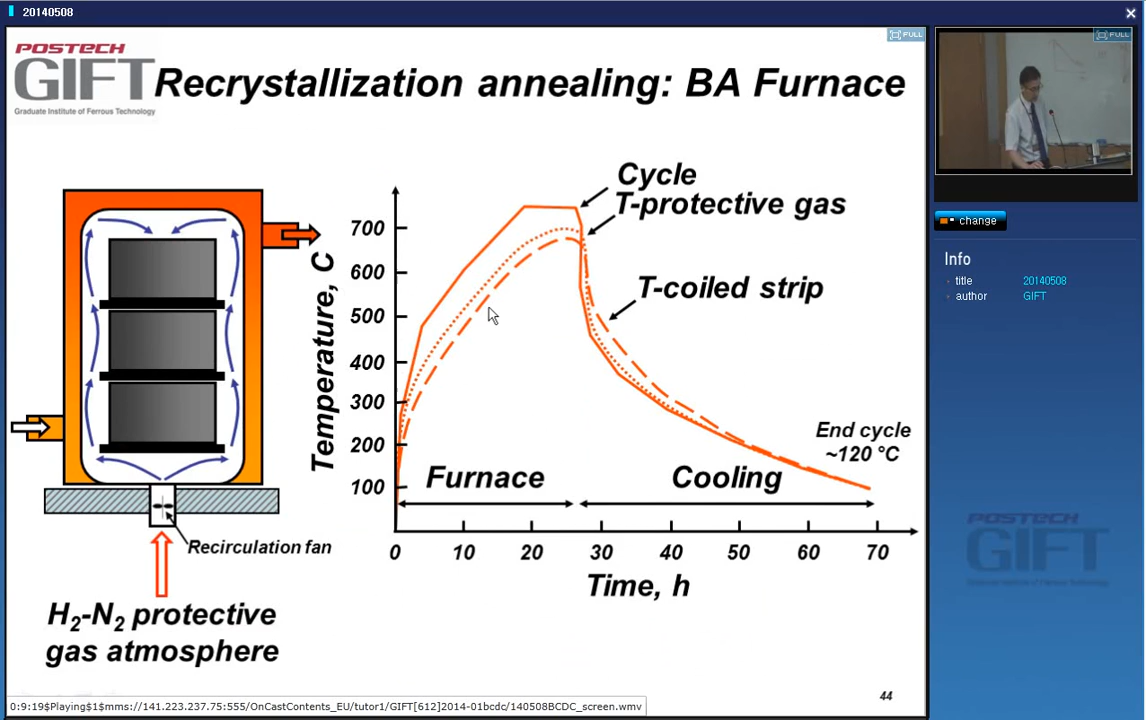 20140508
POSTECH
GIFT
Graduate Institute of Ferrous Technology
Recrystallization annealing: BA Furnace
FULL
FULL
change
Info
title 20140508
author GIFT
Cycle
T-protective gas
T-coiled strip
Temperature, C
700
600
500
400
300
200
100
End cycle
~120 °C
Furnace
Cooling
0 10 20 30 40 50 60 70
Time, h
Recirculation fan
H2-N2 protective
gas atmosphere
POSTECH
GIFT
44
0:9:19$Playing$1$mms://141.223.237.75:555/OnCastContents_EU/tutor1/GIFT[612]2014-01bcdc/140508BCDC_screen.wmv